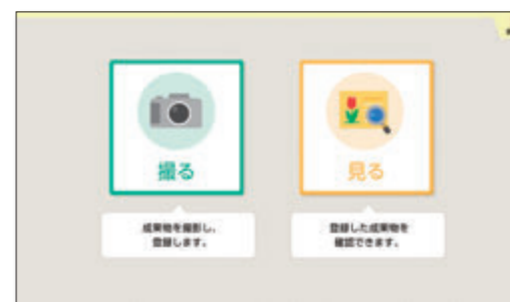 撮る
見る
成果物を撮影し、
登録します。
登録した成果物を
確認できます。